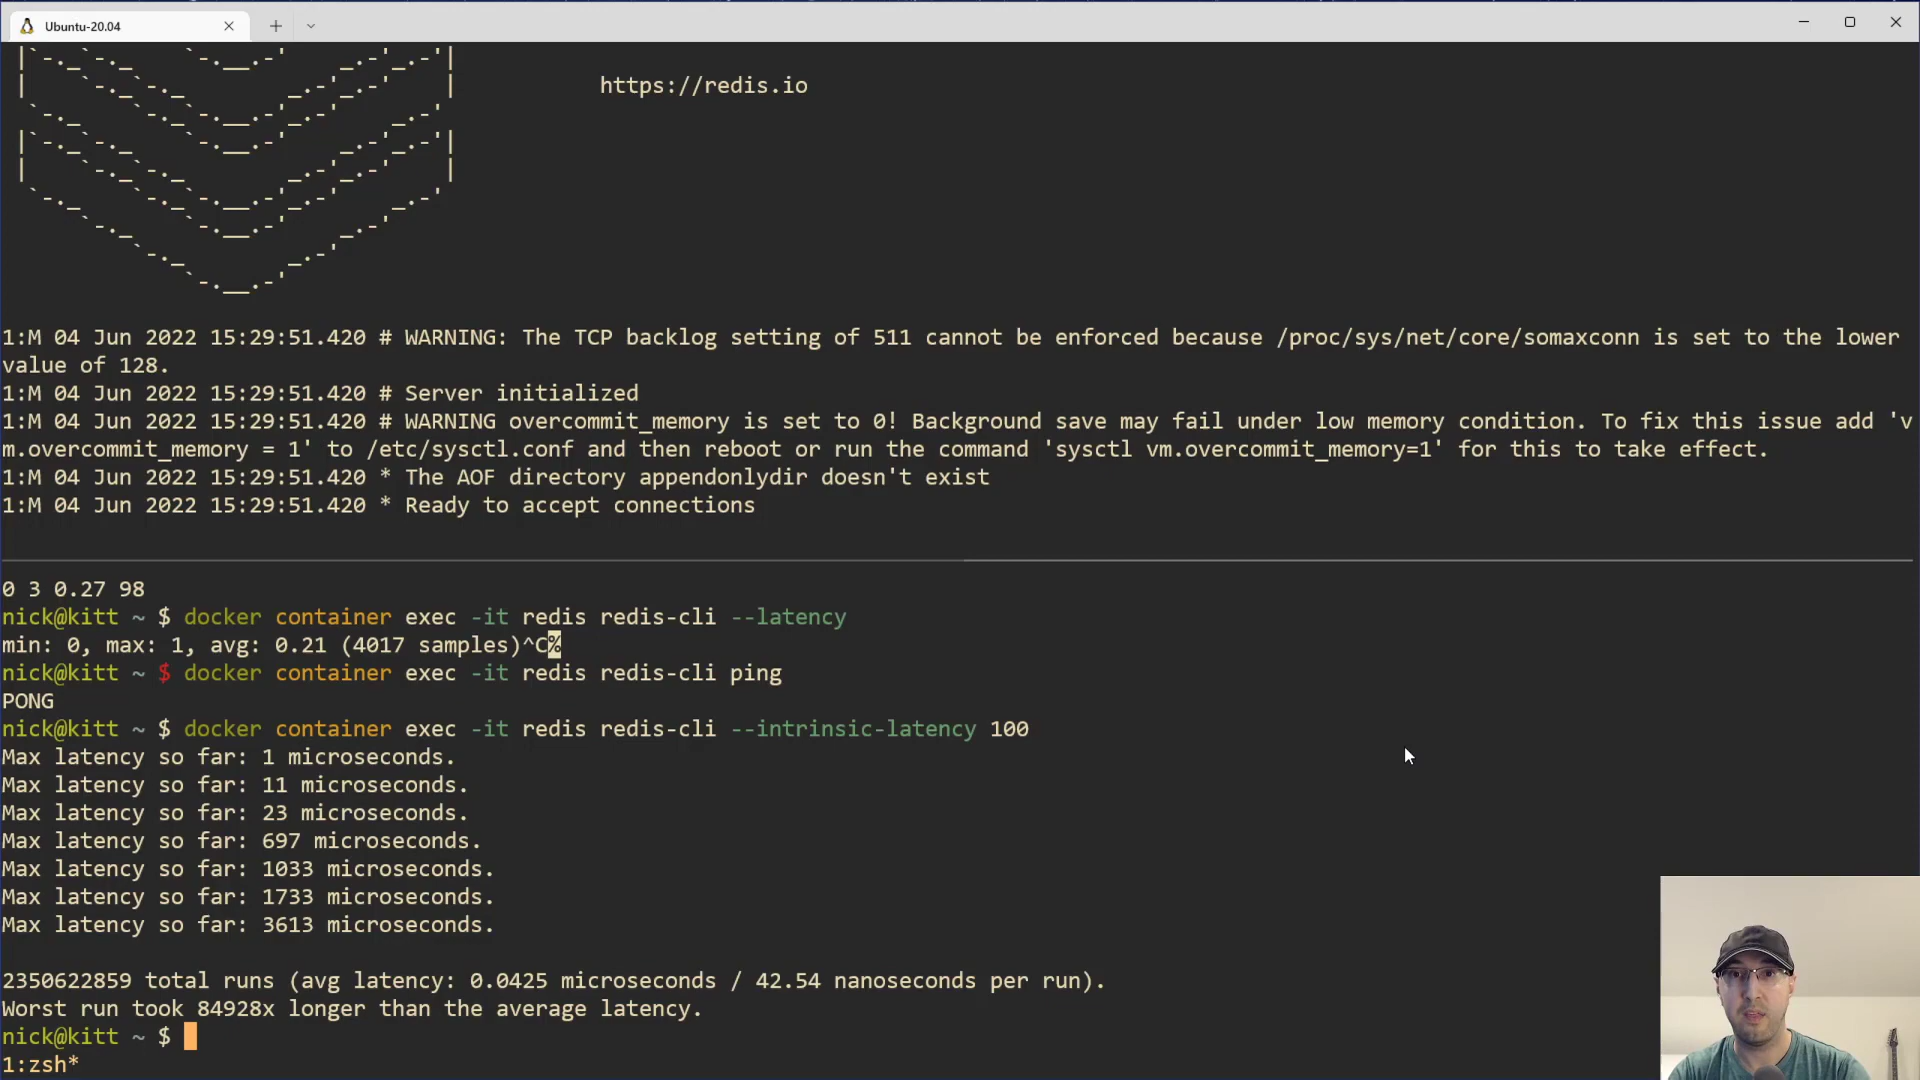 Ubuntu-20.04
https://redis.io
1:M 04 Jun 2022 15:29:51.420 # WARNING: The TCP backlog setting of 511 cannot be enforced because /proc/sys/net/core/somaxconn is set to the lower
value of 128.
1:M 04 Jun 2022 15:29:51.420 # Server initialized
1:M 04 Jun 2022 15:29:51.420 # WARNING overcommit_memory is set to 0! Background save may fail under low memory condition. To fix this issue add 'v
m.overcommit_memory = 1' to /etc/sysctl.conf and then reboot or run the command 'sysctl vm.overcommit_memory=1' for this to take effect.
1:M 04 Jun 2022 15:29:51.420 * The AOF directory appendonlydir doesn't exist
1:M 04 Jun 2022 15:29:51.420 * Ready to accept connections
0 3 0.27 98
nick@kitt ~ $ docker container exec -it redis redis-cli --latency
min: 0, max: 1, avg: 0.21 (4017 samples)^C%
nick@kitt ~ $ docker container exec -it redis redis-cli ping
PONG
nick@kitt ~ $ docker container exec -it redis redis-cli --intrinsic-latency 100
Max latency so far: 1 microseconds.
Max latency so far: 11 microseconds.
Max latency so far: 23 microseconds.
Max latency so far: 697 microseconds.
Max latency so far: 1033 microseconds.
Max latency so far: 1733 microseconds.
Max latency so far: 3613 microseconds.
2350622859 total runs (avg latency: 0.0425 microseconds / 42.54 nanoseconds per run).
Worst run took 84928x longer than the average latency.
nick@kitt ~ $
1:zsh*